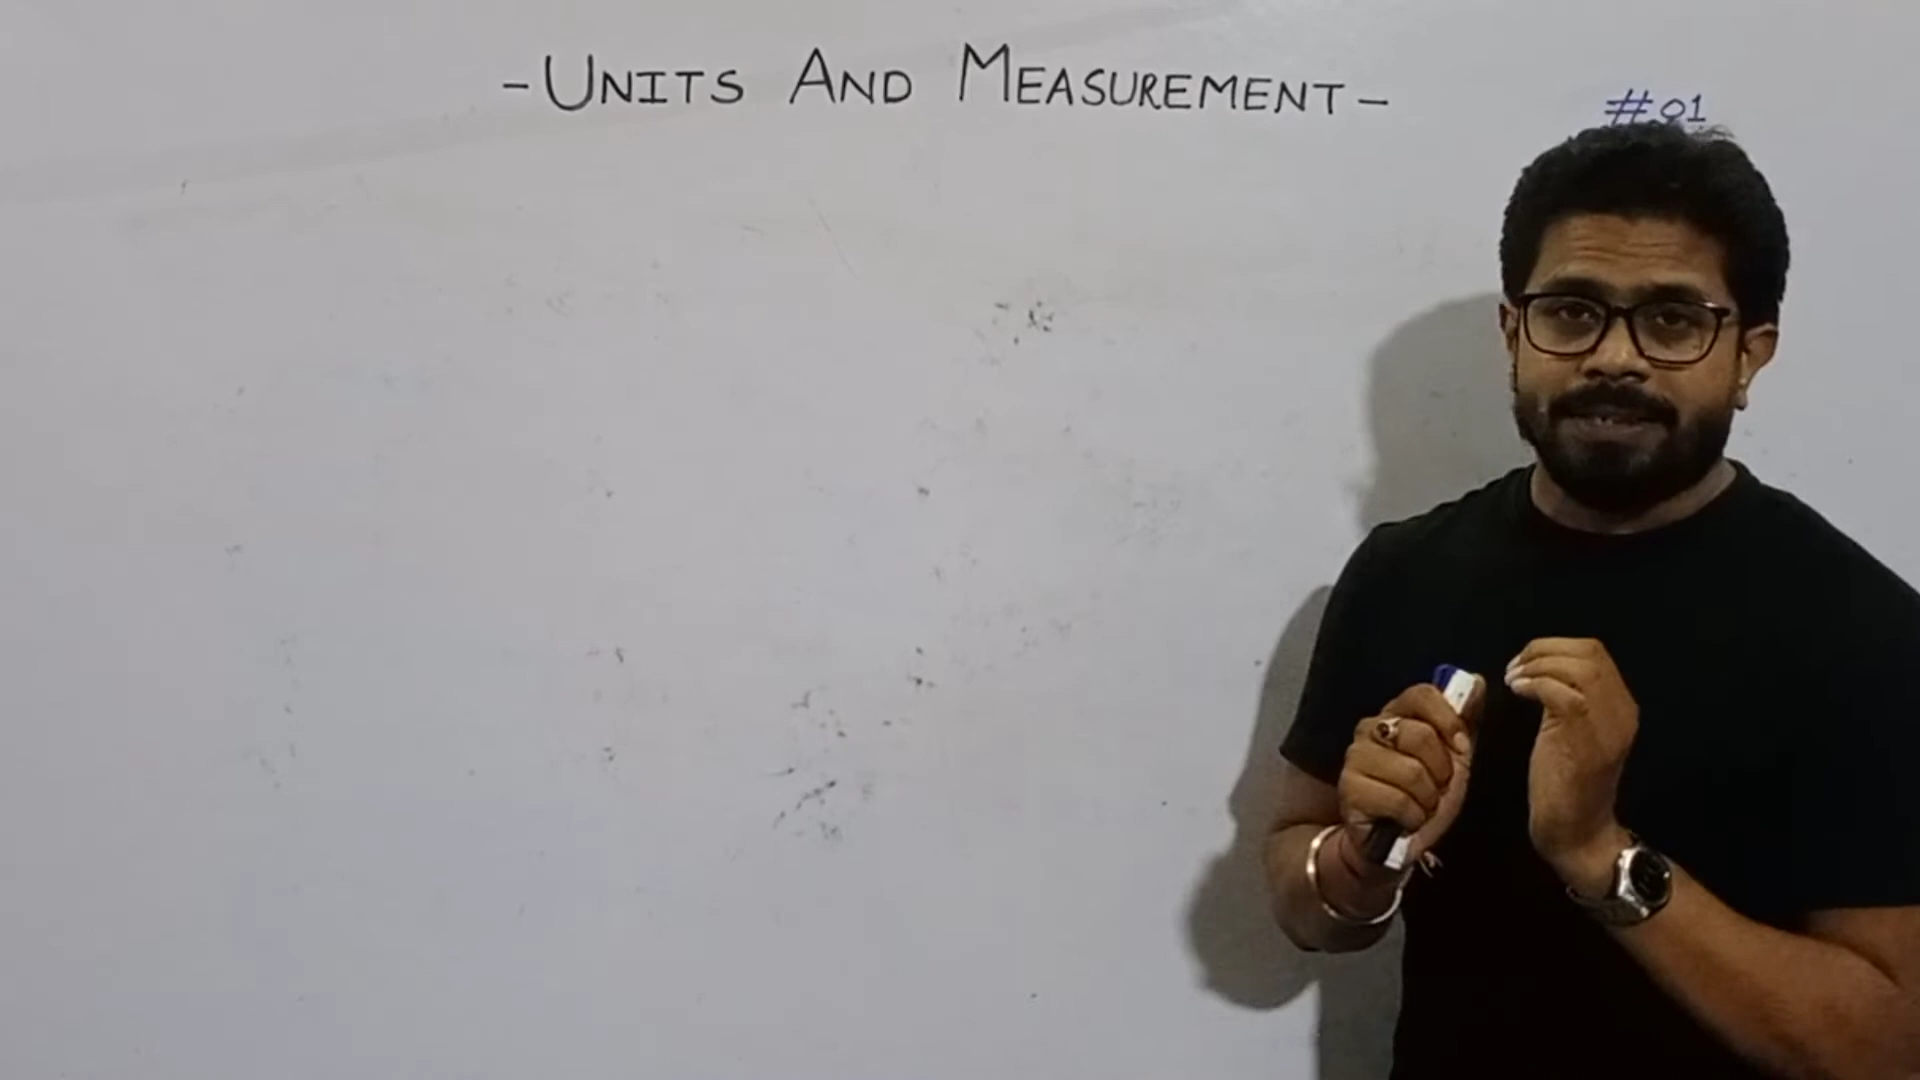 - UNITS AND MEASUREMENT -
#01